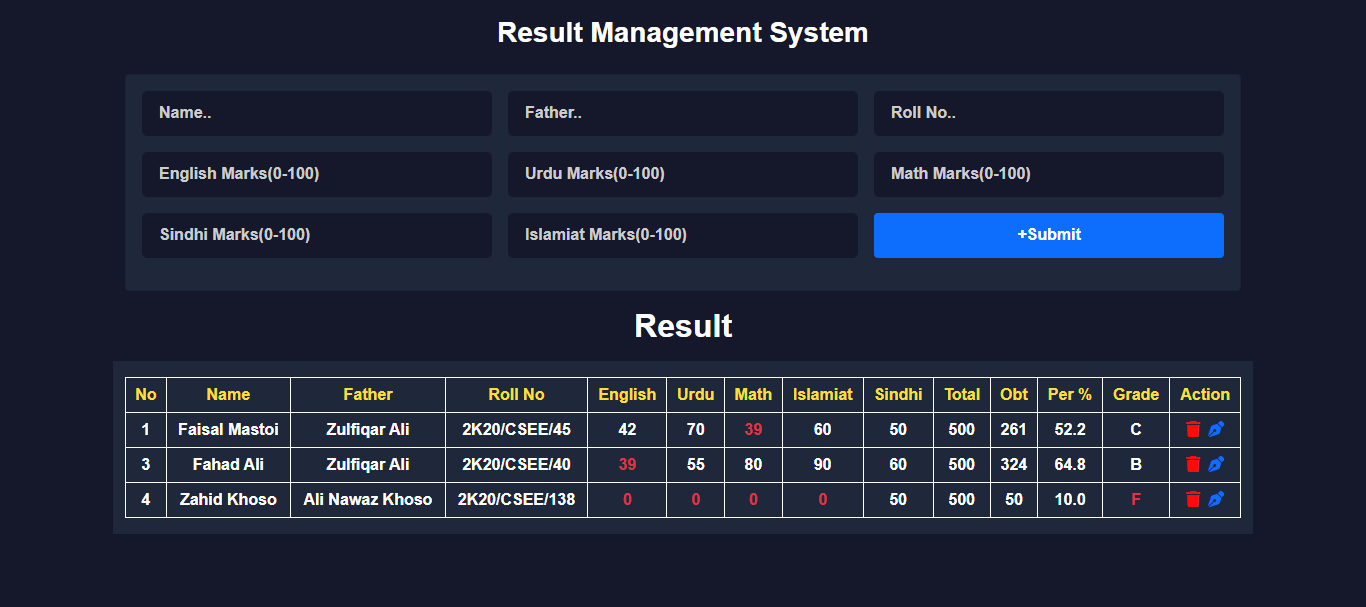 Result Management System
Name.. Father.. Roll No..
English Marks(0-100) Urdu Marks(0-100) Math Marks(0-100)
Sindhi Marks(0-100) Islamiat Marks(0-100) +Submit
Result
No Name Father Roll No English Urdu Math Islamiat Sindhi Total Obt Per % Grade Action
1 Faisal Mastoi Zulfiqar Ali 2K20/CSEE/45 42 70 39 60 50 500 261 52.2 C
3 Fahad Ali Zulfiqar Ali 2K20/CSEE/40 39 55 80 90 60 500 324 64.8 B
4 Zahid Khoso Ali Nawaz Khoso 2K20/CSEE/138 0 0 0 0 50 500 50 10.0 F